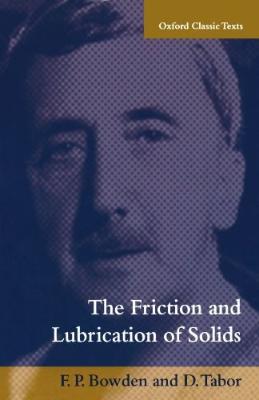 Oxford Classic Texts
The Friction and
Lubrication of Solids
F. P. Bowden and D. Tabor